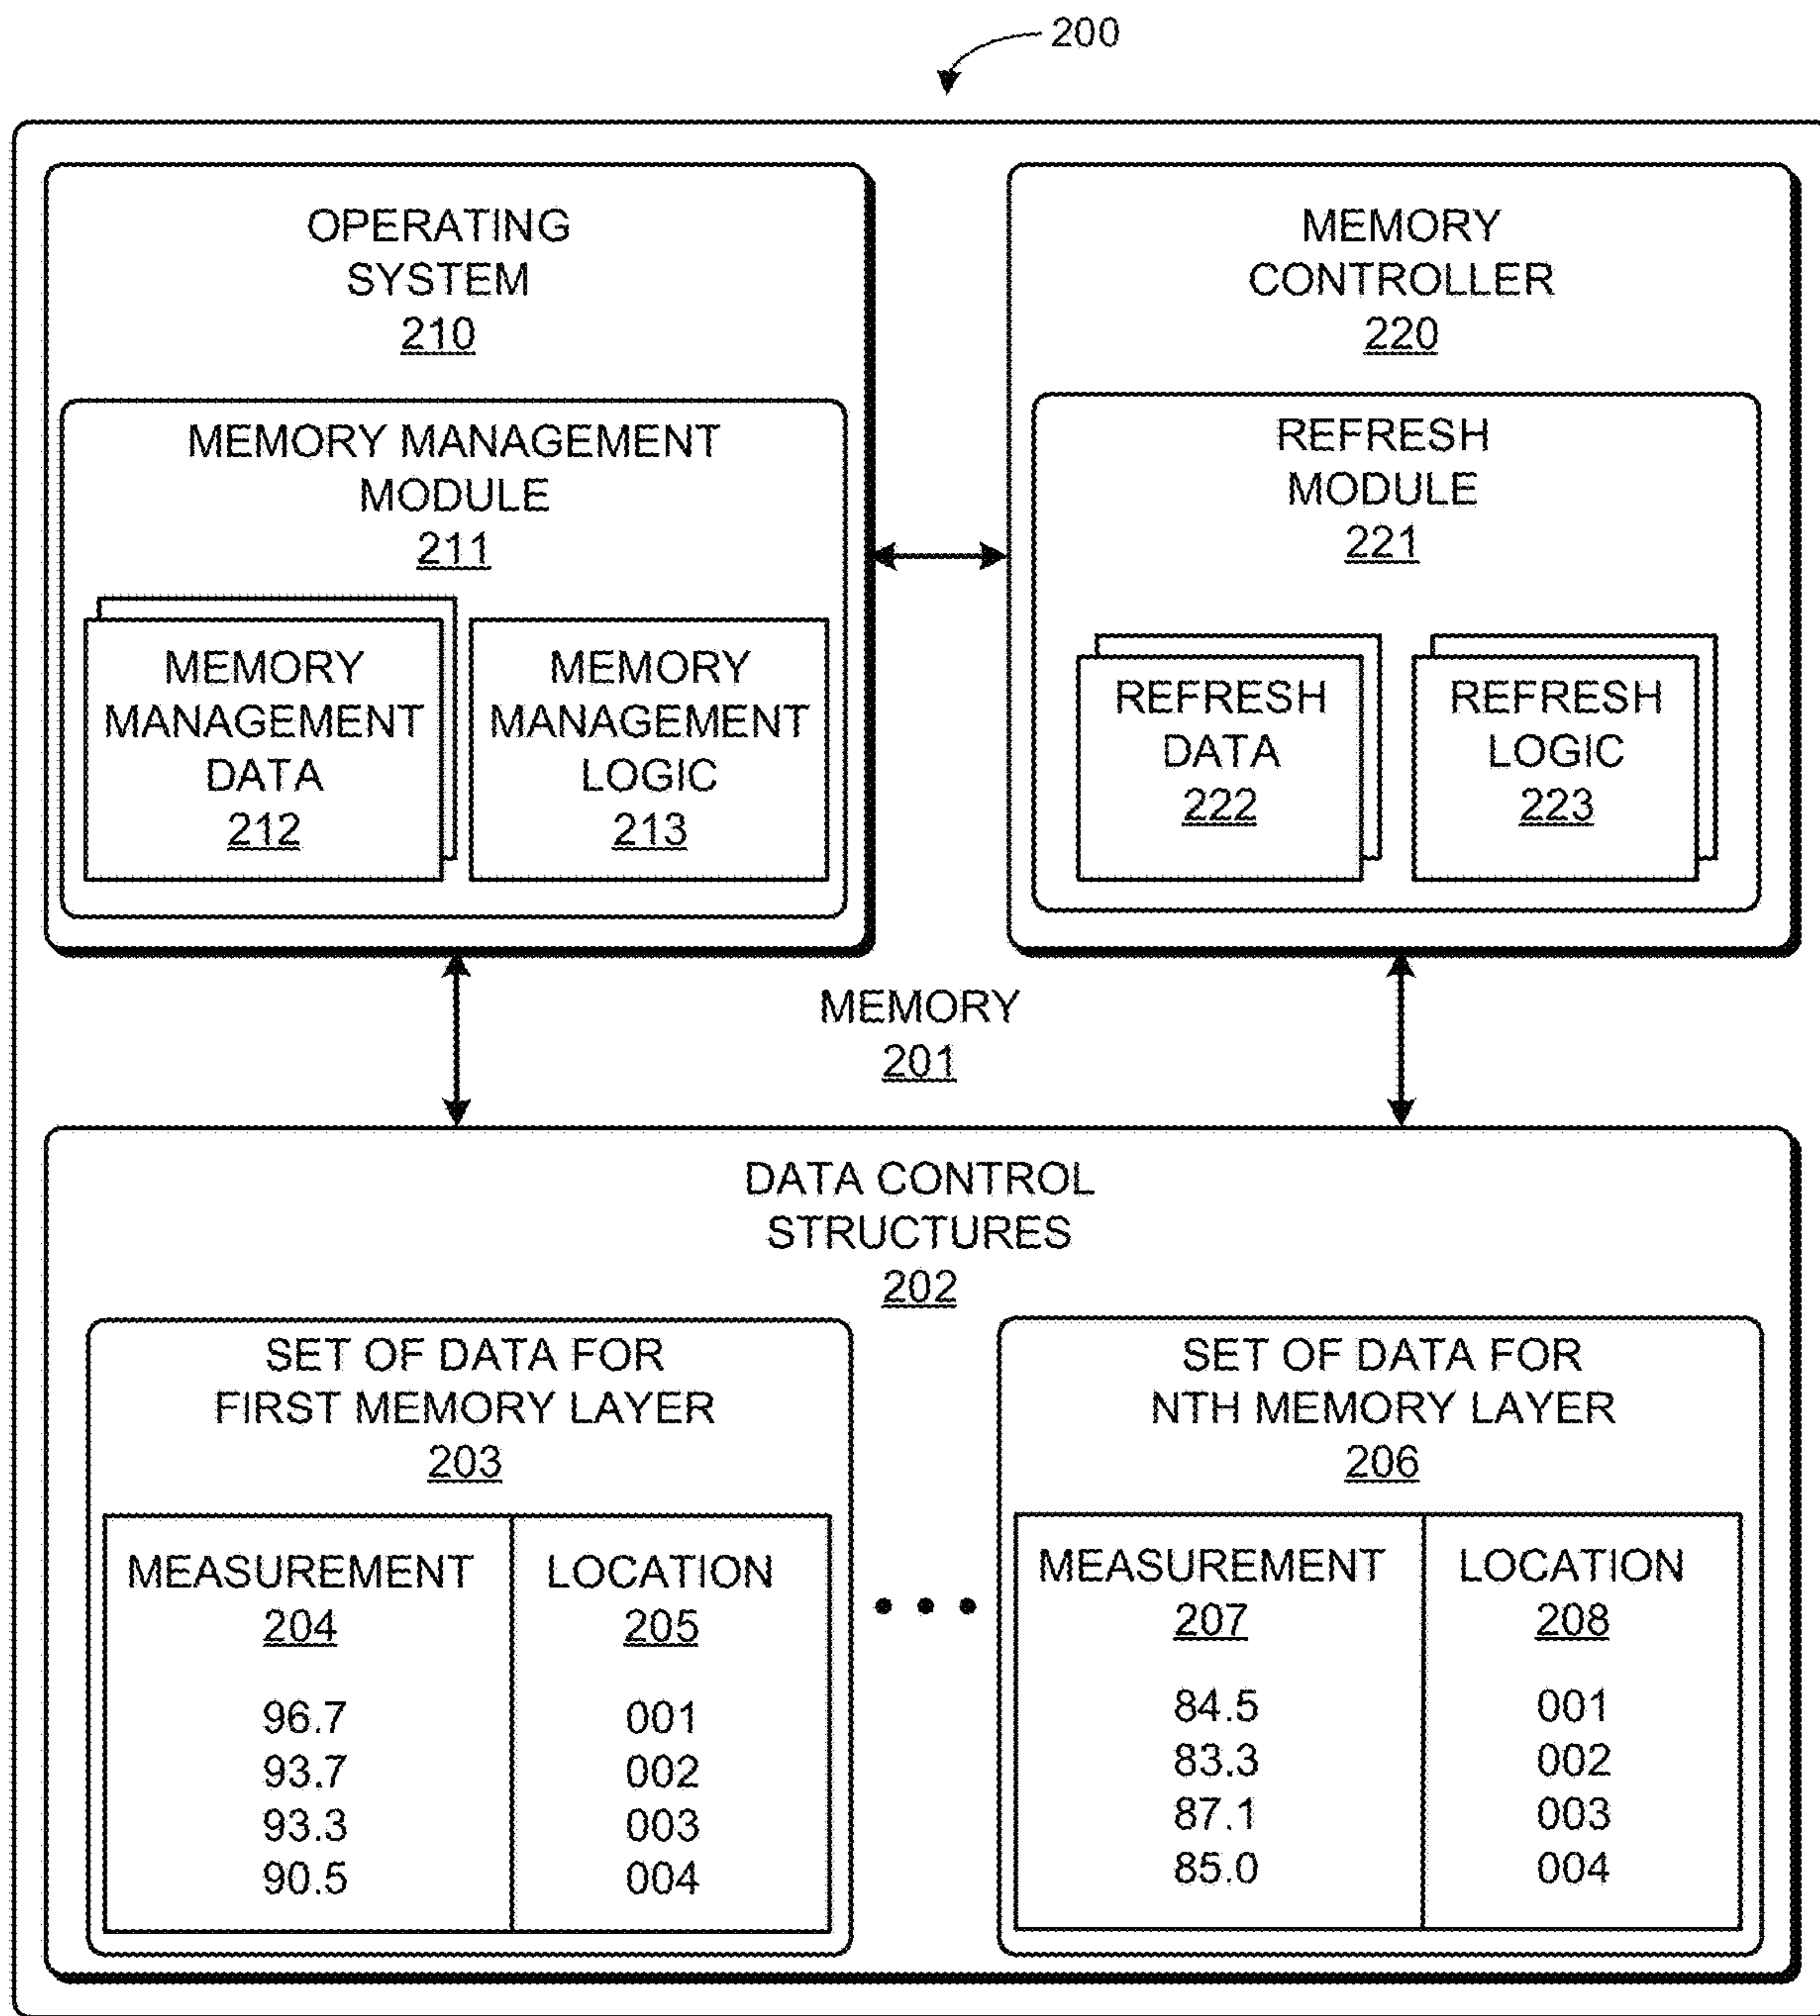 200
OPERATING
SYSTEM
210
MEMORY MANAGEMENT
MODULE
211
MEMORY
MANAGEMENT
DATA
212
MEMORY
MANAGEMENT
LOGIC
213
MEMORY
CONTROLLER
220
REFRESH
MODULE
221
REFRESH
DATA
222
REFRESH
LOGIC
223
MEMORY
201
DATA CONTROL
STRUCTURES
202
SET OF DATA FOR
FIRST MEMORY LAYER
203
MEASUREMENT LOCATION
204 205
96.7 001
93.7 002
93.3 003
90.5 004
SET OF DATA FOR
NTH MEMORY LAYER
206
MEASUREMENT LOCATION
207 208
84.5 001
83.3 002
87.1 003
85.0 004